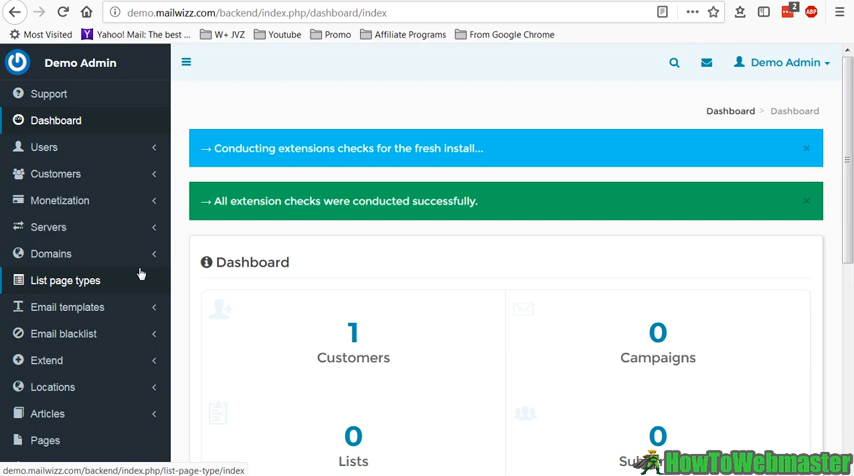 demo.mailwizz.com/backend/index.php/dashboard/index
2
ABP
Most Visited
Yahoo! Mail: The best ...
W+ JVZ
Youtube
Promo
Affiliate Programs
From Google Chrome
Demo Admin
Demo Admin
Support
Dashboard
Users
Customers
Monetization
Servers
Domains
List page types
Email templates
Email blacklist
Extend
Locations
Articles
Pages
demo.mailwizz.com/backend/index.php/list-page-type/index
Dashboard > Dashboard
→ Conducting extensions checks for the fresh install... ×
→ All extension checks were conducted successfully. ×
Dashboard
1
Customers
0
Campaigns
0
Lists
0
HowToWebmaster